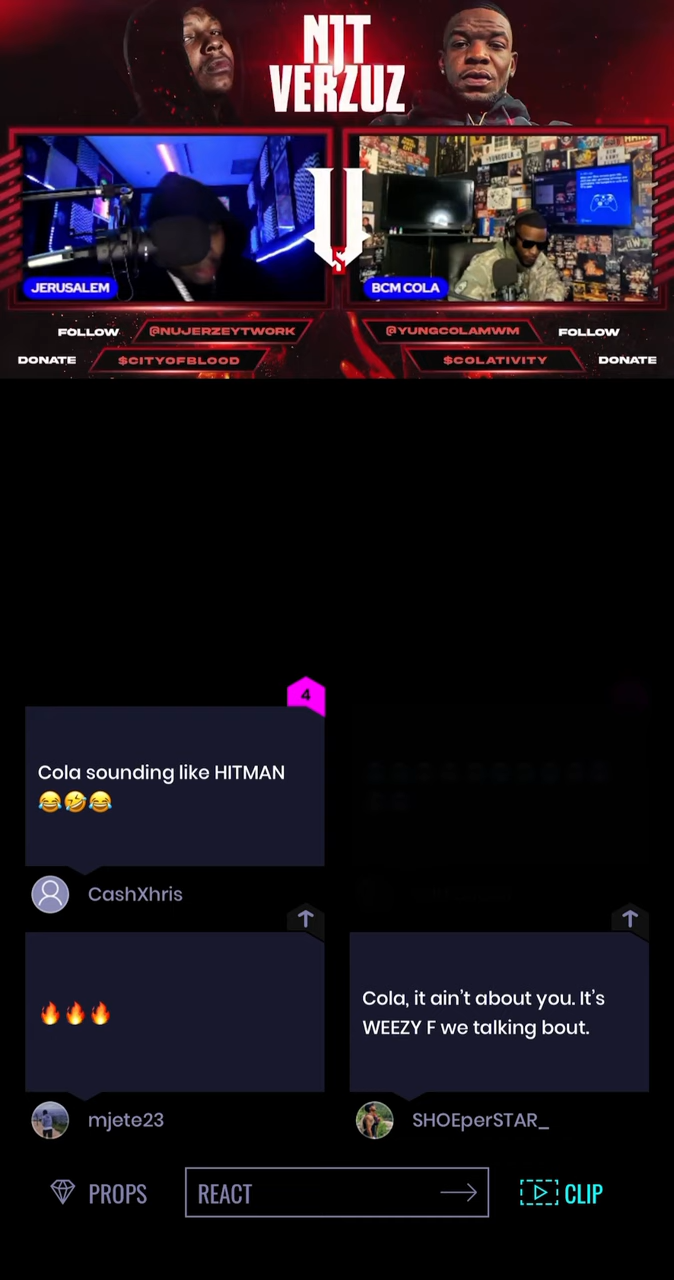 NJT
VERZUZ
JERUSALEM
VS
BCM COLA
FOLLOW @NUJERZEYTWORK
@YUNGCOLAMWM FOLLOW
DONATE $CITYOFBLOOD
$COLATIVITY DONATE
4
Cola sounding like HITMAN
😂🤣😂
CashXhris
🔥🔥🔥
mjete23
Cola, it ain't about you. It's
WEEZY F we talking bout.
SHOEperSTAR_
PROPS
REACT
CLIP